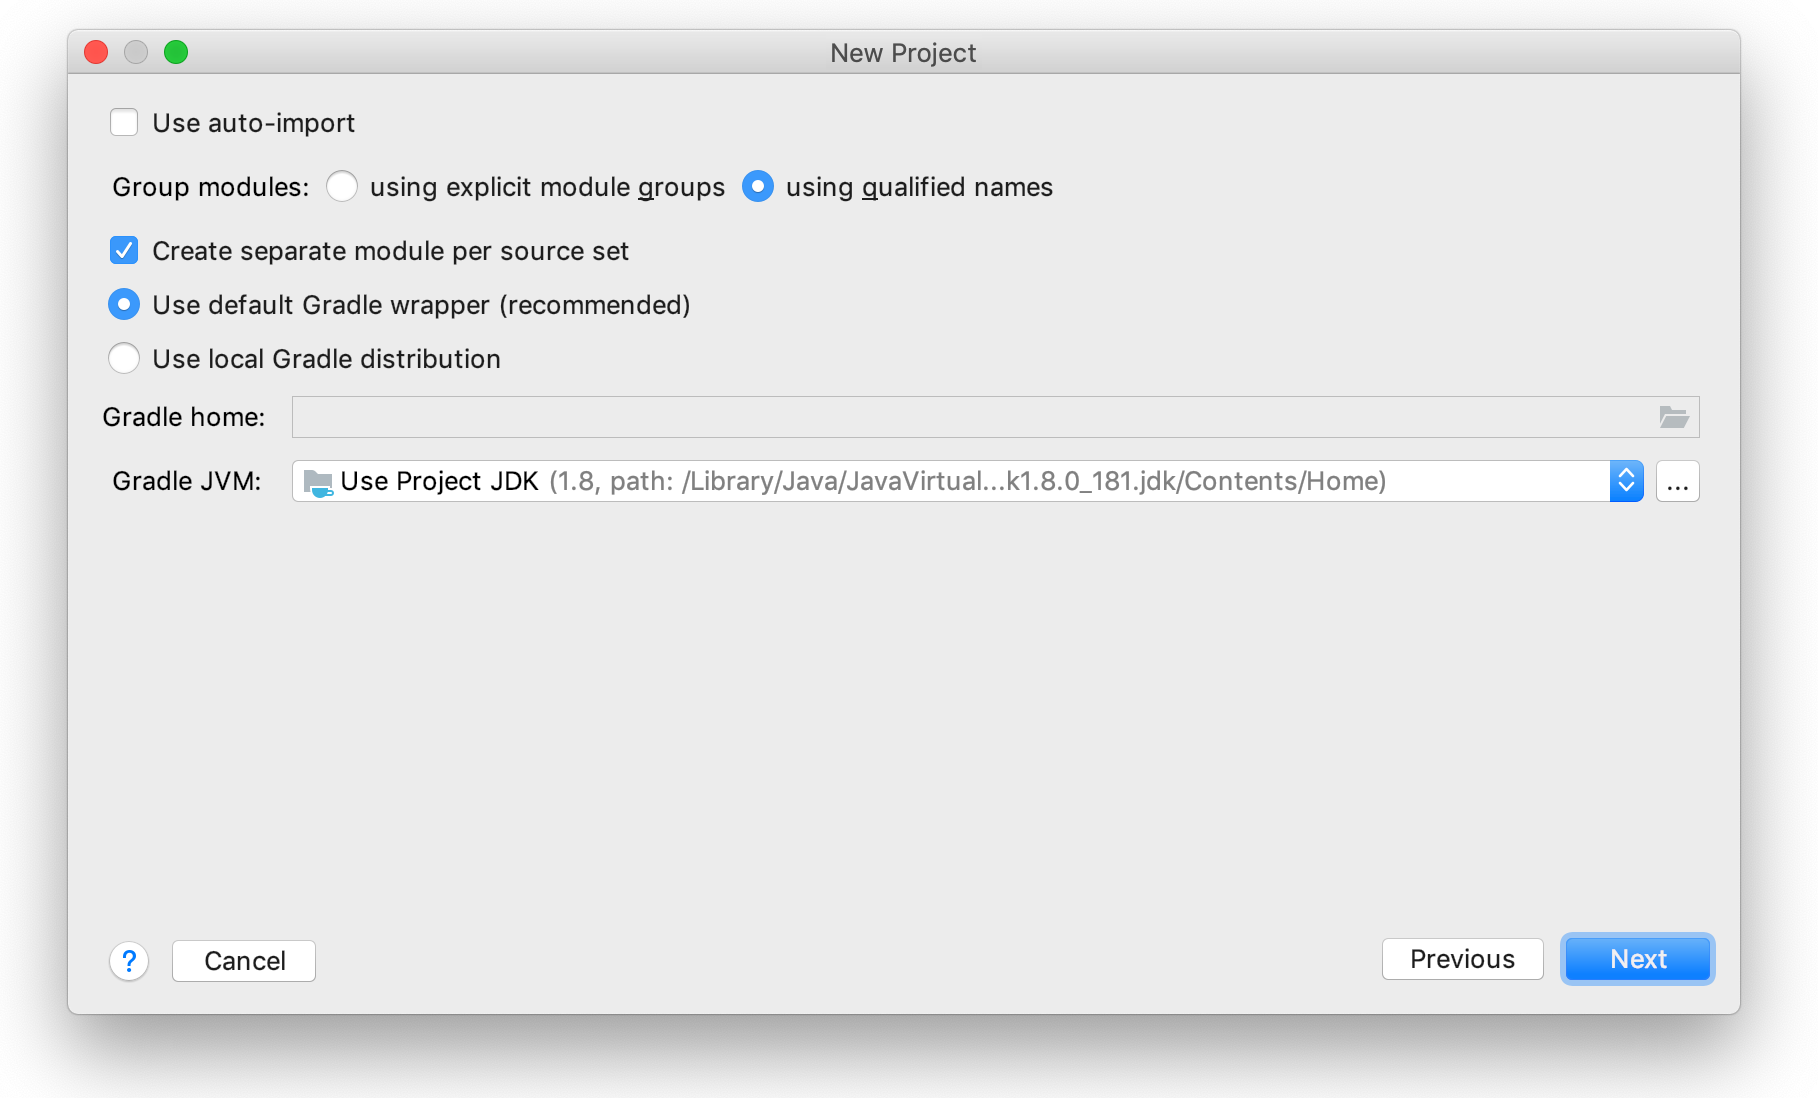 New Project
Use auto-import
Group modules: using explicit module groups using qualified names
Create separate module per source set
Use default Gradle wrapper (recommended)
Use local Gradle distribution
Gradle home:
Gradle JVM: Use Project JDK (1.8, path: /Library/Java/JavaVirtual...k1.8.0_181.jdk/Contents/Home) ...
? Cancel Previous Next